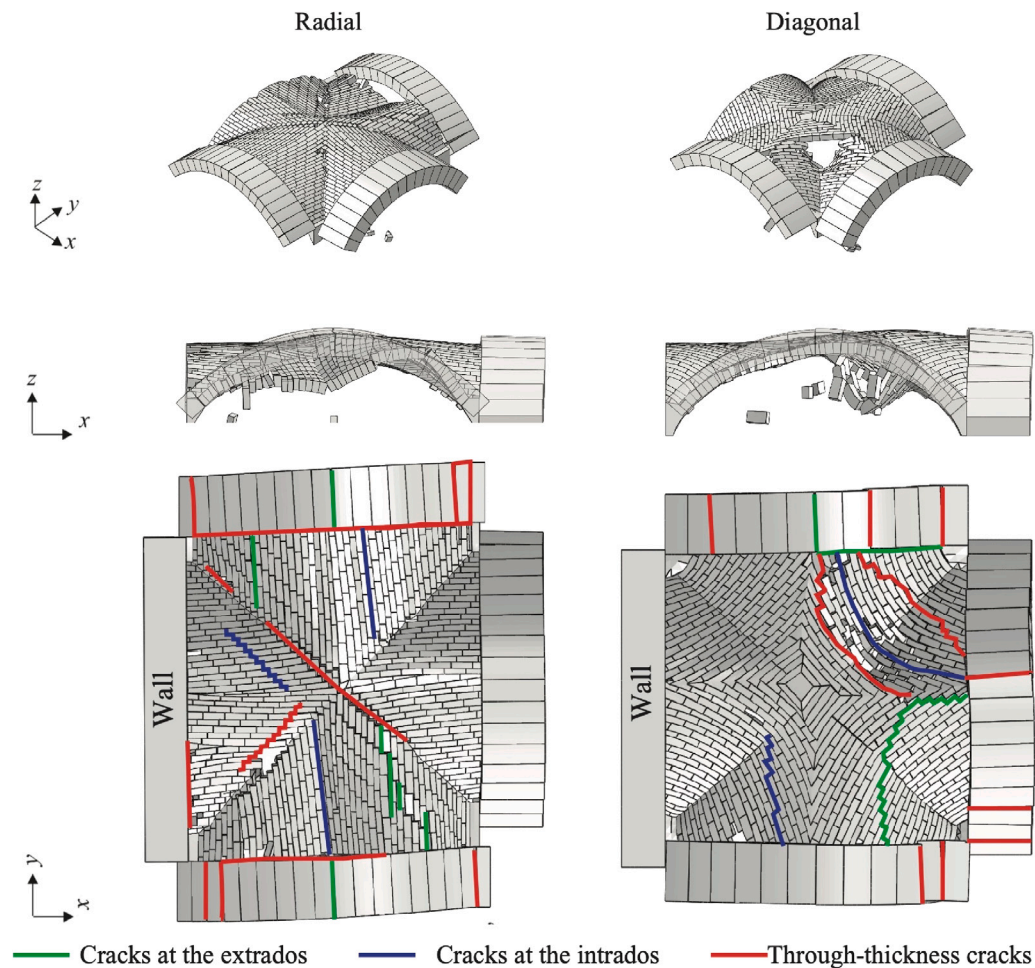 Radial Diagonal
z y x
z x
z x
Wall Wall
y x
y x
Cracks at the extrados Cracks at the intrados Through-thickness cracks